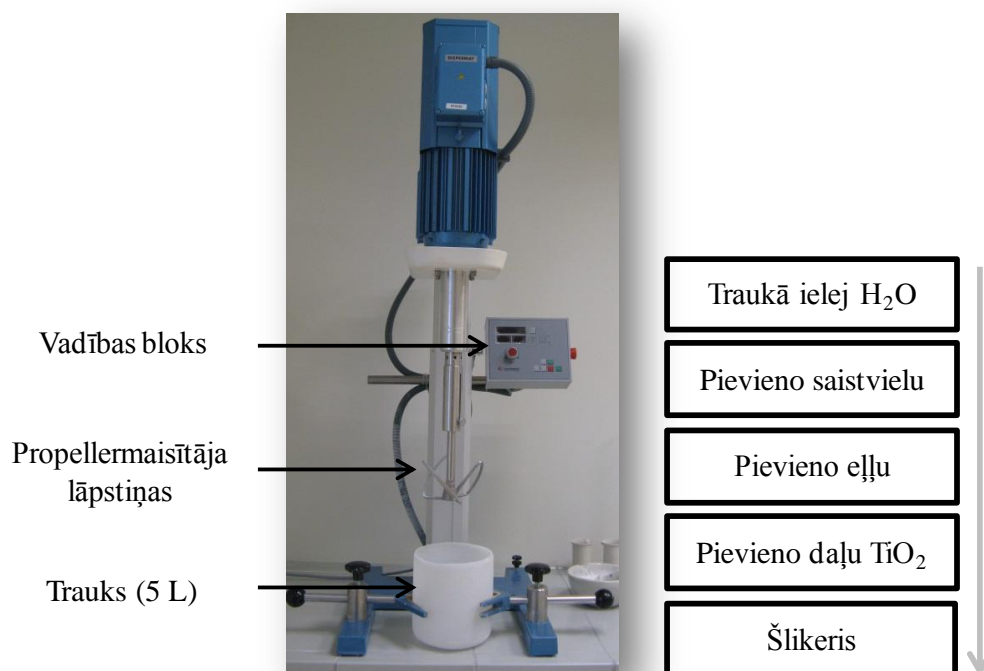 Vadības bloks
Propellermaisītāja
lāpstiņas
Trauks (5 L)
Traukā ielej H₂O
Pievieno saistvielu
Pievieno eļļu
Pievieno daļu TiO₂
Šlikeris